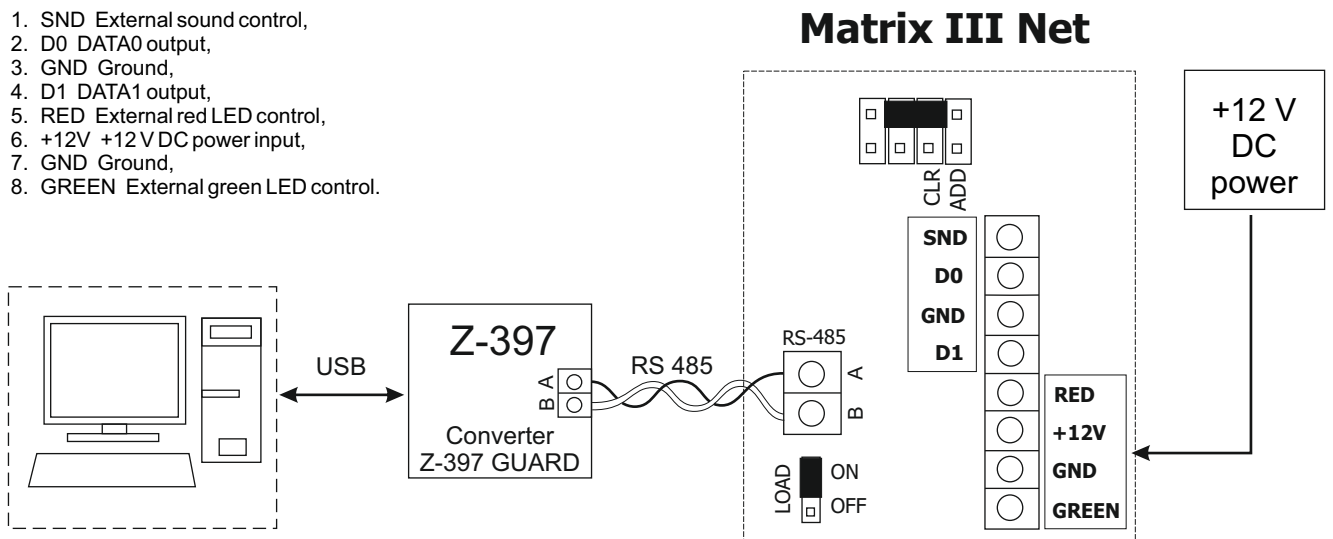 1. SND External sound control,
2. D0 DATA0 output,
3. GND Ground,
4. D1 DATA1 output,
5. RED External red LED control,
6. +12V +12 V DC power input,
7. GND Ground,
8. GREEN External green LED control.
Matrix III Net
+12 V
DC
power
CLR
ADD
SND
D0
GND
D1
RED
+12V
GND
GREEN
USB
Z-397
A
B
Converter
Z-397 GUARD
RS 485
RS-485
A
B
LOAD
ON
OFF